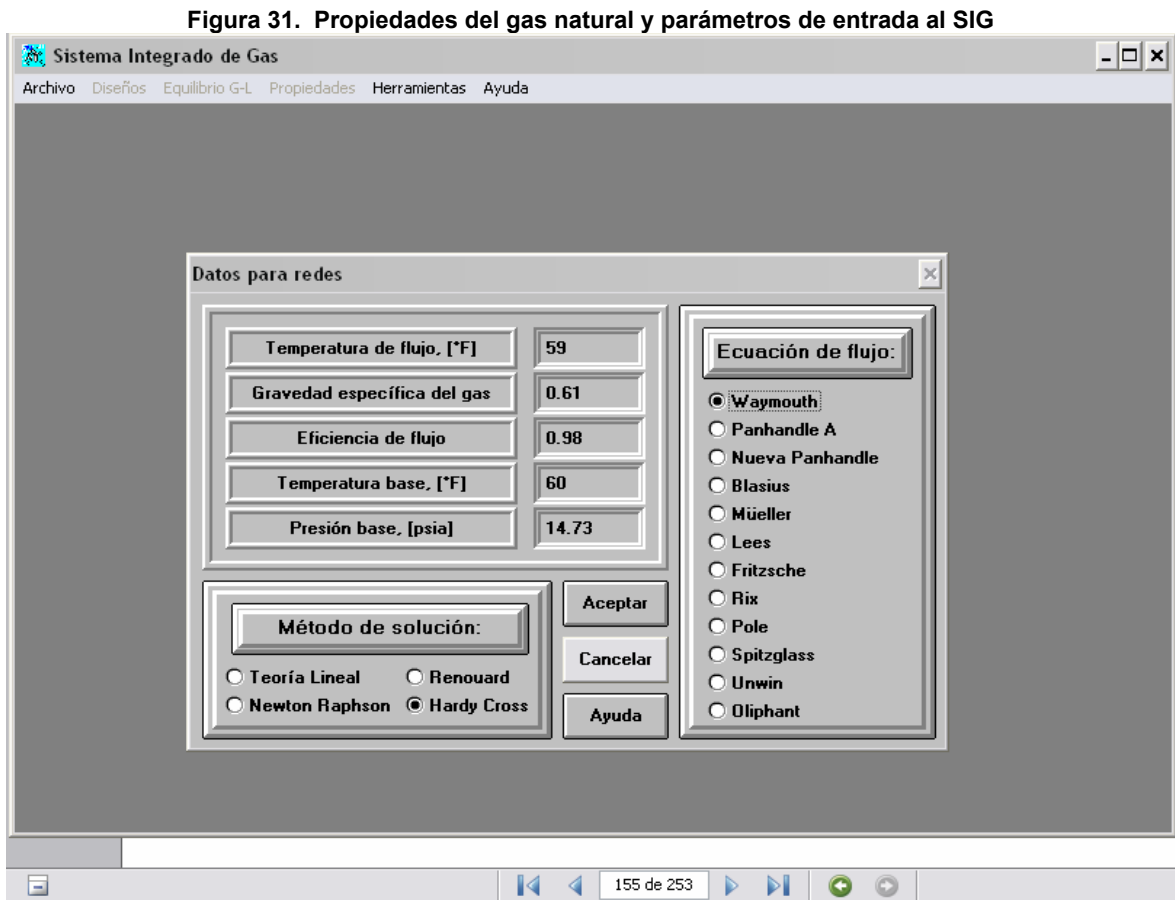 Figura 31.  Propiedades del gas natural y parámetros de entrada al SIG
Sistema Integrado de Gas
Archivo Diseños Equilibrio G-L Propiedades Herramientas Ayuda
Datos para redes
Temperatura de flujo, [°F] 59
Gravedad específica del gas 0.61
Eficiencia de flujo 0.98
Temperatura base, [°F] 60
Presión base, [psia] 14.73
Método de solución:
Teoría Lineal Renouard
Newton Raphson Hardy Cross
Aceptar
Cancelar
Ayuda
Ecuación de flujo:
Waymouth
Panhandle A
Nueva Panhandle
Blasius
Müeller
Lees
Fritzsche
Rix
Pole
Spitzglass
Unwin
Oliphant
155 de 253